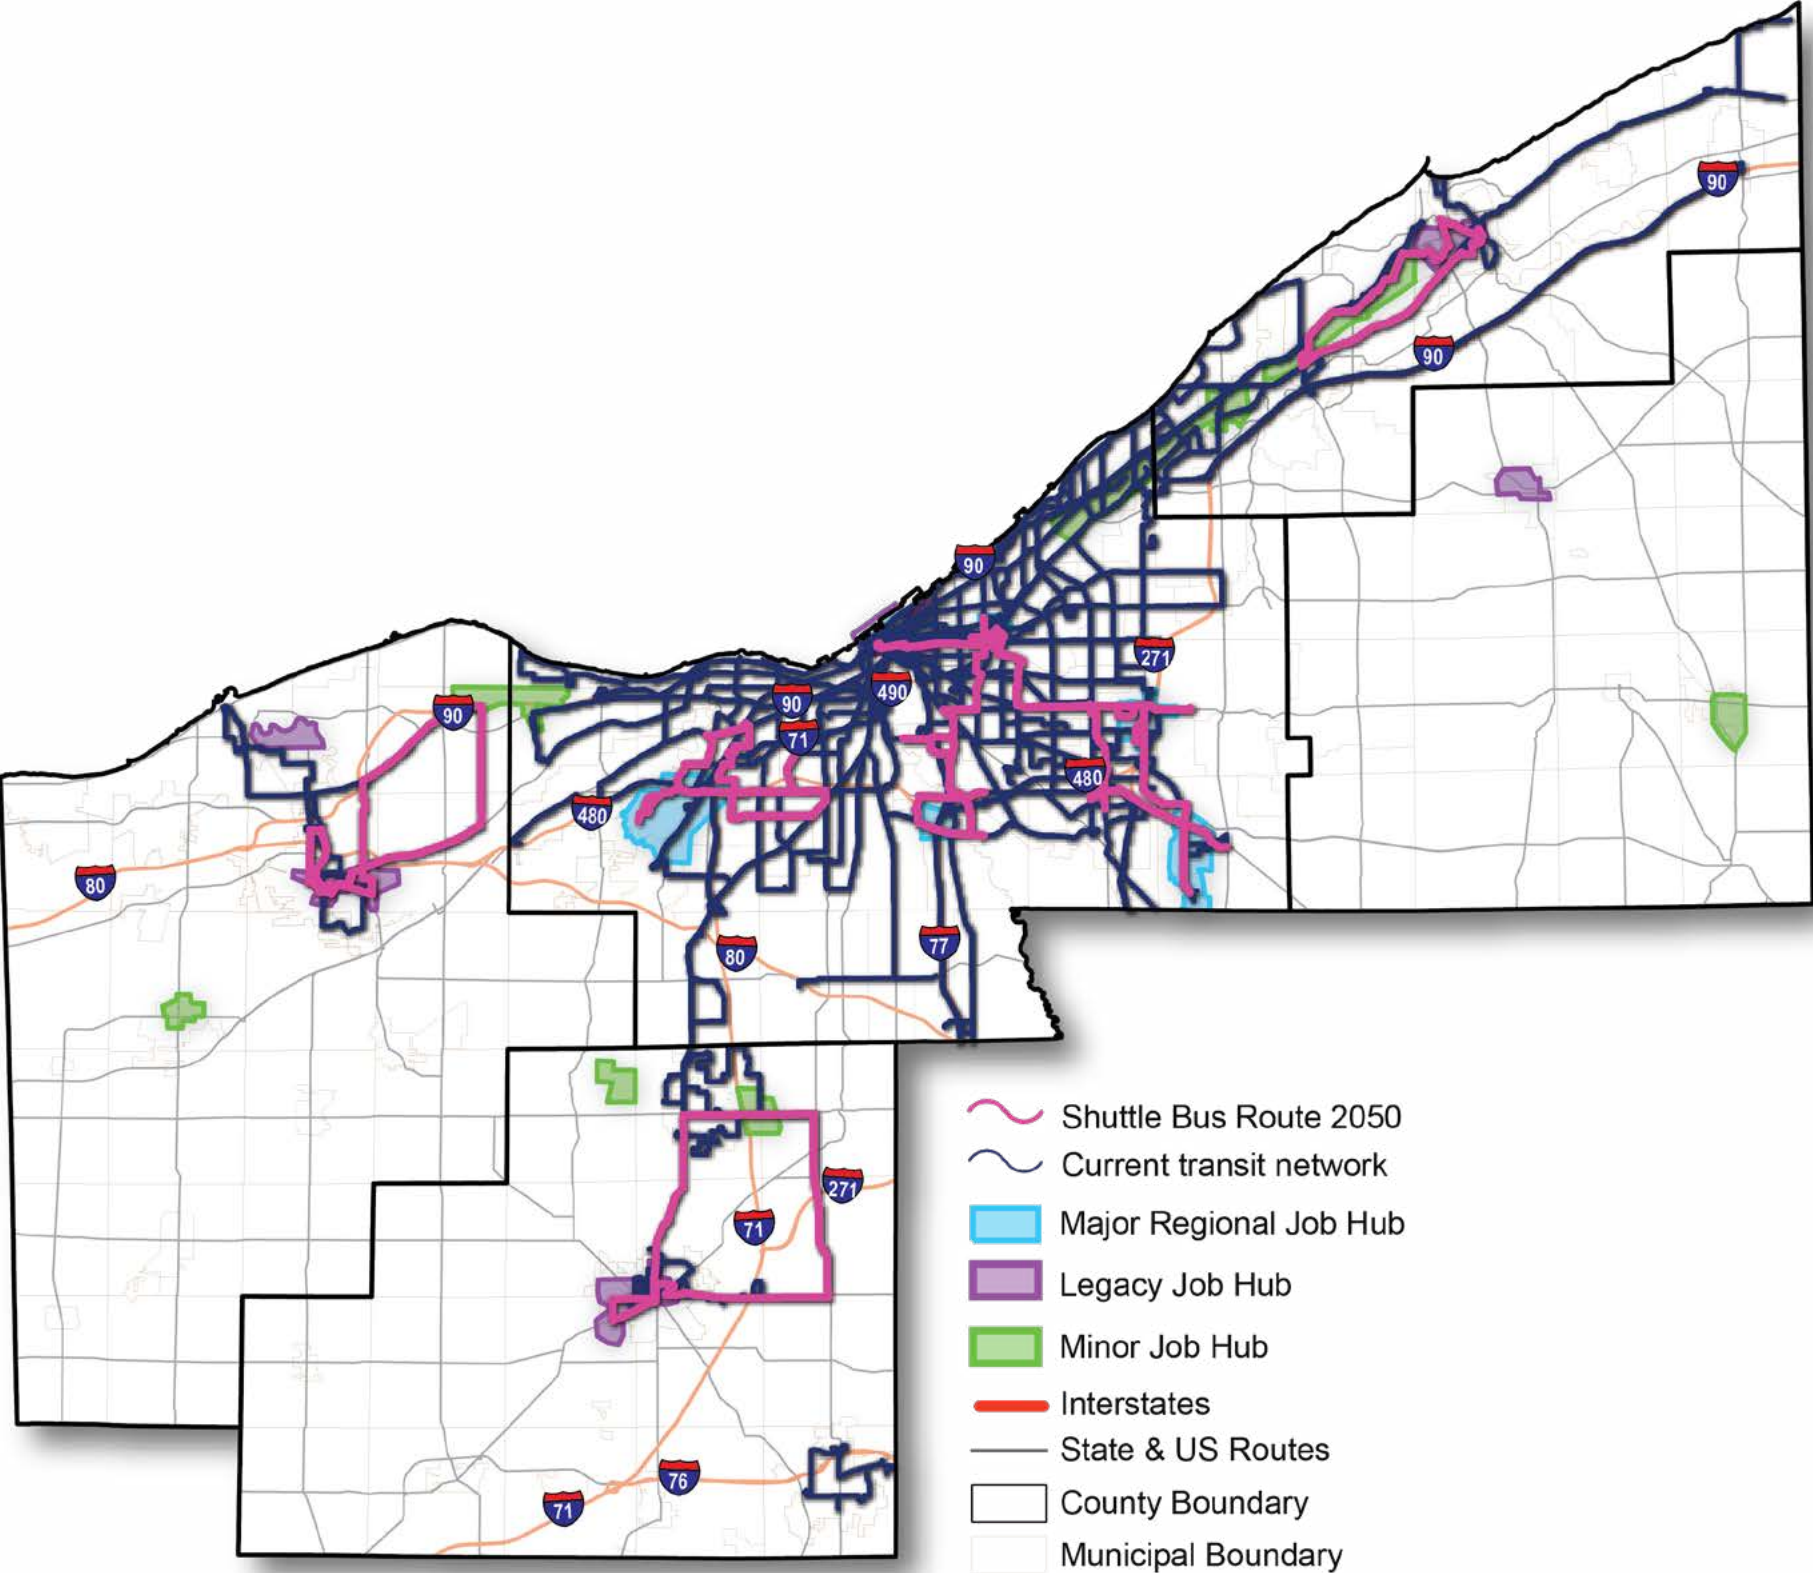 90
90
90
271
490
90
90
71
480
480
80
80
77
271
71
76
71
Shuttle Bus Route 2050
Current transit network
Major Regional Job Hub
Legacy Job Hub
Minor Job Hub
Interstates
State & US Routes
County Boundary
Municipal Boundary